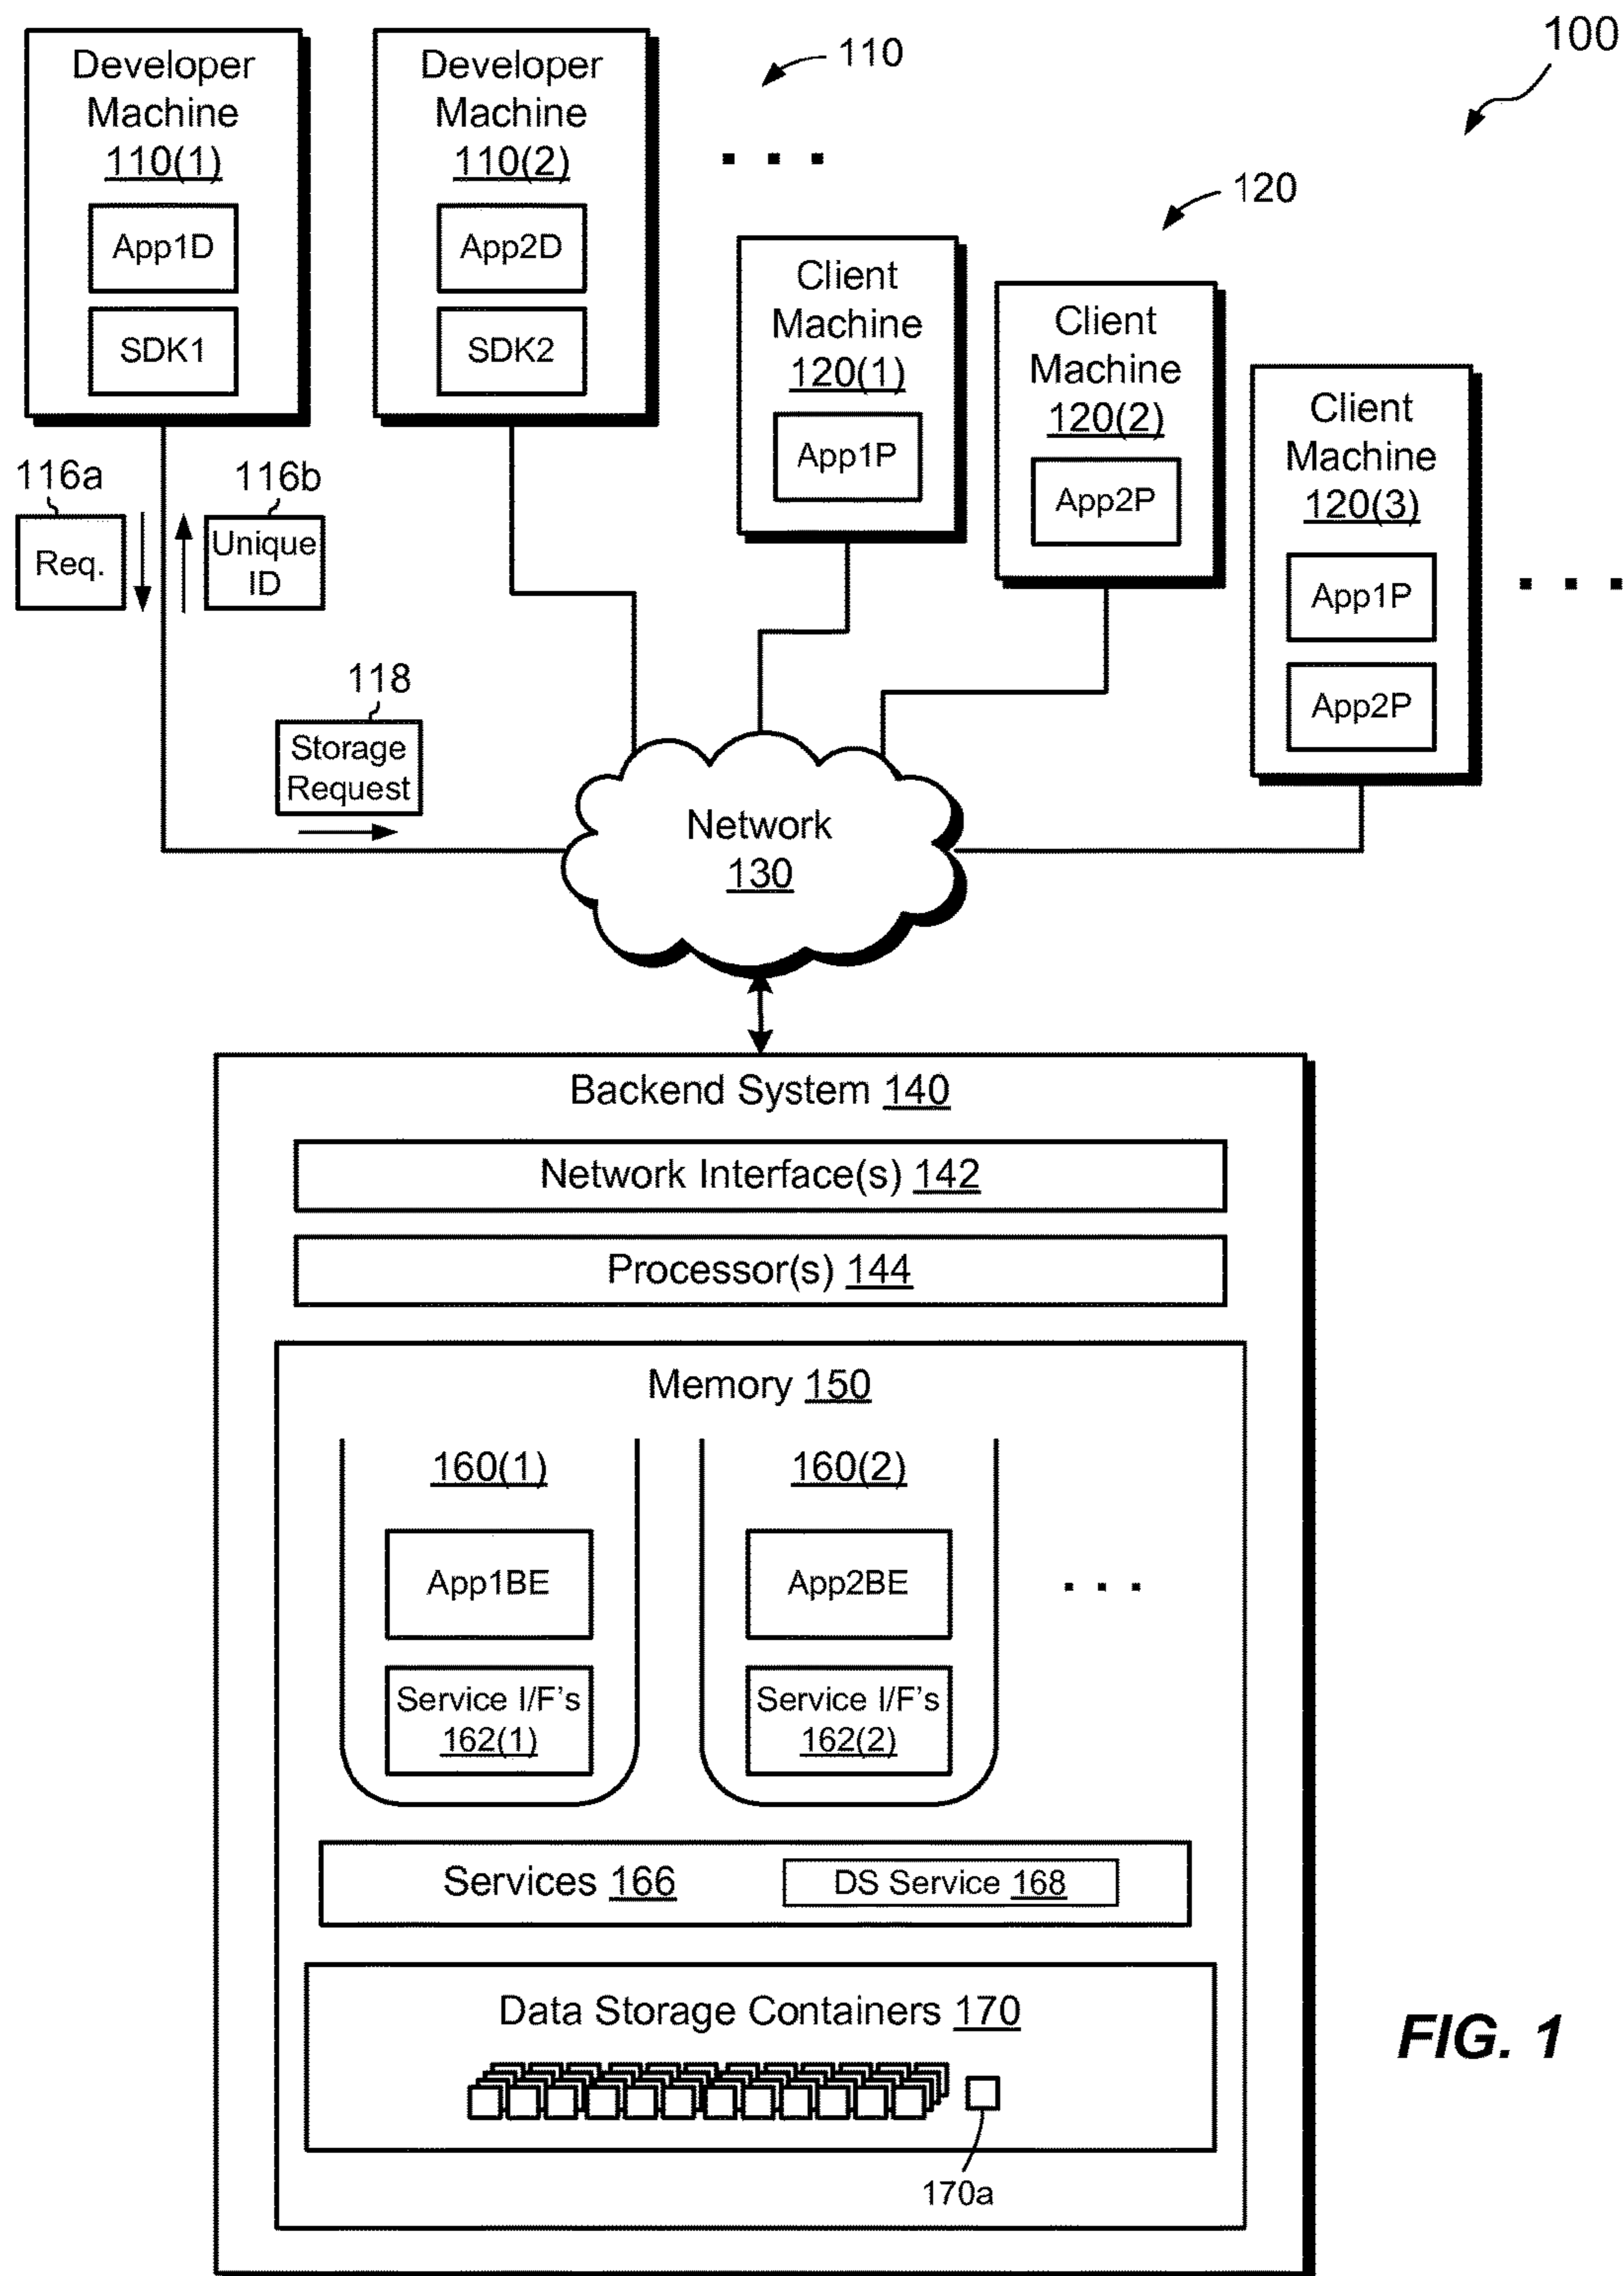 100
Developer
Machine
110(1)
App1D
SDK1
Developer
Machine
110(2)
App2D
SDK2
110
. . .
120
Client
Machine
120(1)
App1P
Client
Machine
120(2)
App2P
Client
Machine
120(3)
App1P
App2P
. . .
116a
Req.
116b
Unique
ID
118
Storage
Request
Network
130
Backend System 140
Network Interface(s) 142
Processor(s) 144
Memory 150
160(1)
App1BE
Service I/F's
162(1)
160(2)
App2BE
Service I/F's
162(2)
. . .
Services 166
DS Service 168
Data Storage Containers 170
170a
FIG. 1